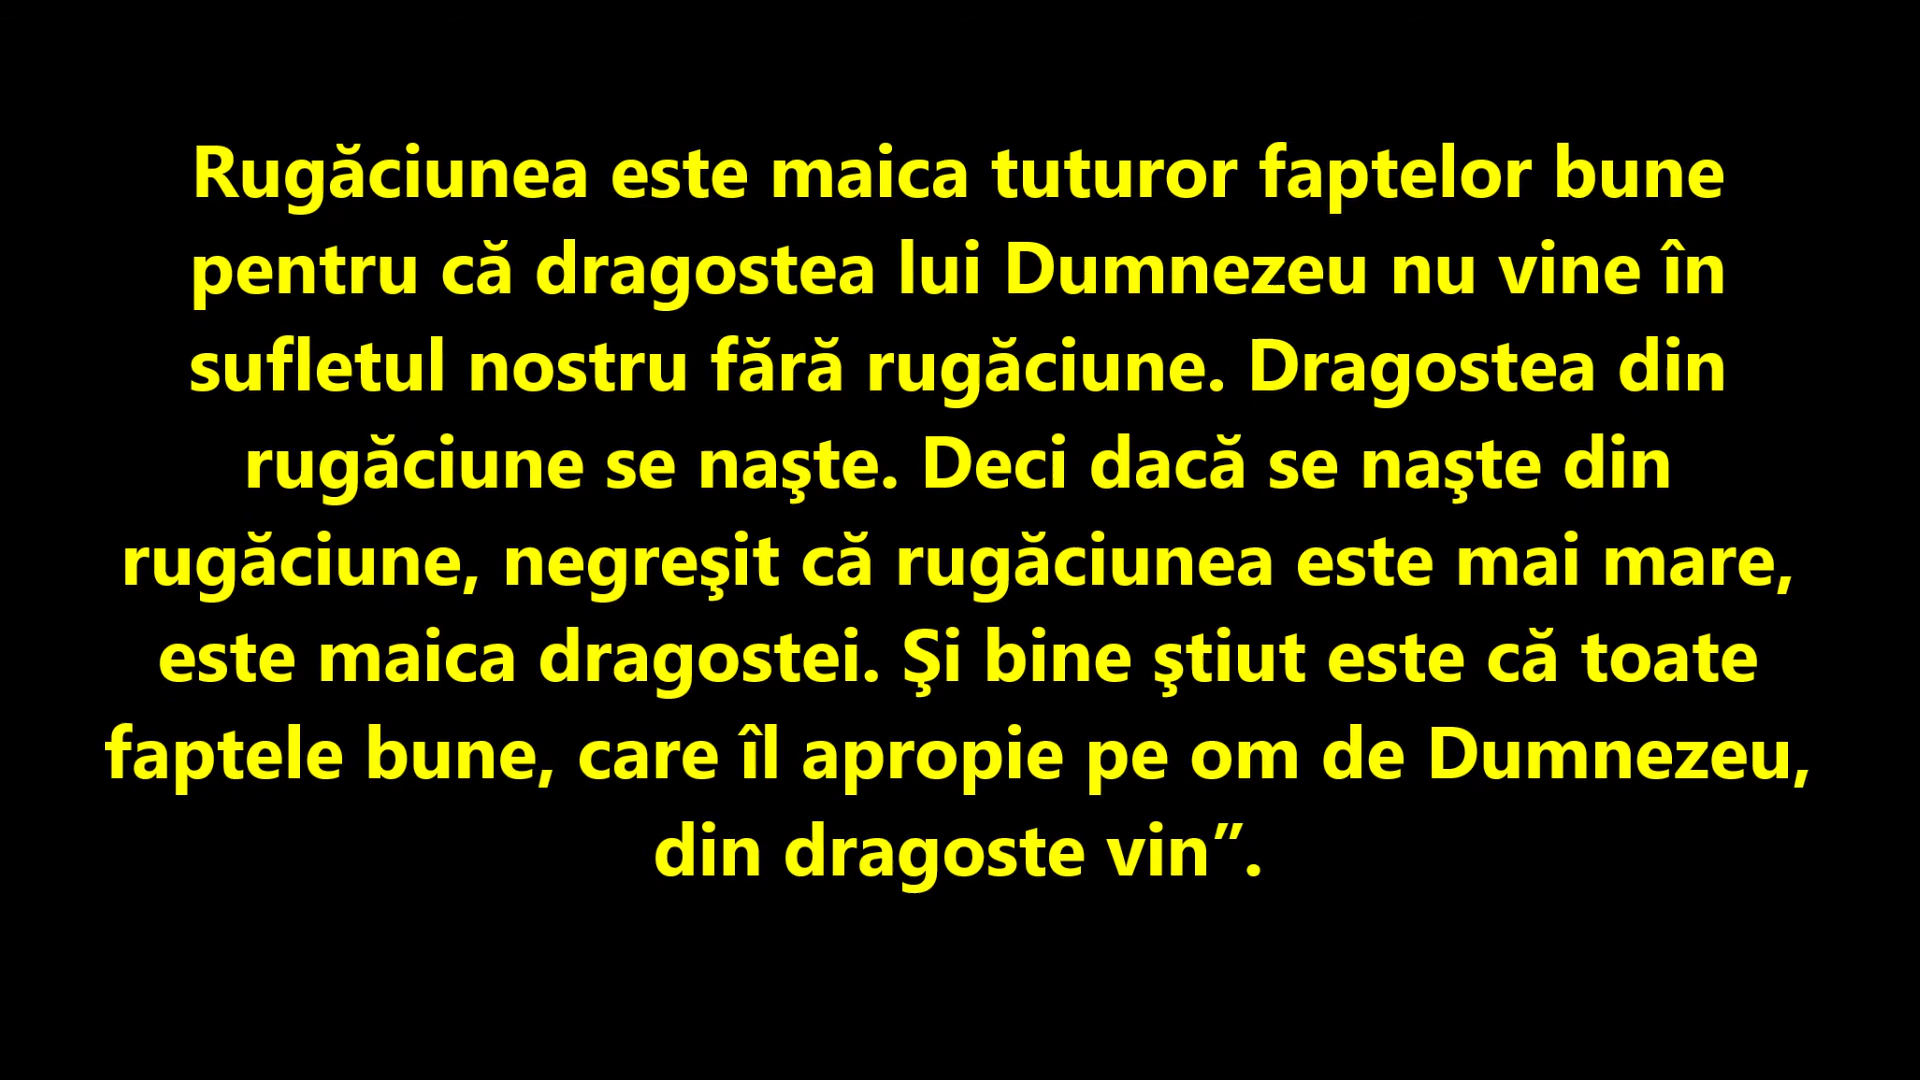 Rugăciunea este maica tuturor faptelor bune
pentru că dragostea lui Dumnezeu nu vine în
sufletul nostru fără rugăciune. Dragostea din
rugăciune se naşte. Deci dacă se naşte din
rugăciune, negreşit că rugăciunea este mai mare,
este maica dragostei. Şi bine ştiut este că toate
faptele bune, care îl apropie pe om de Dumnezeu,
din dragoste vin”.